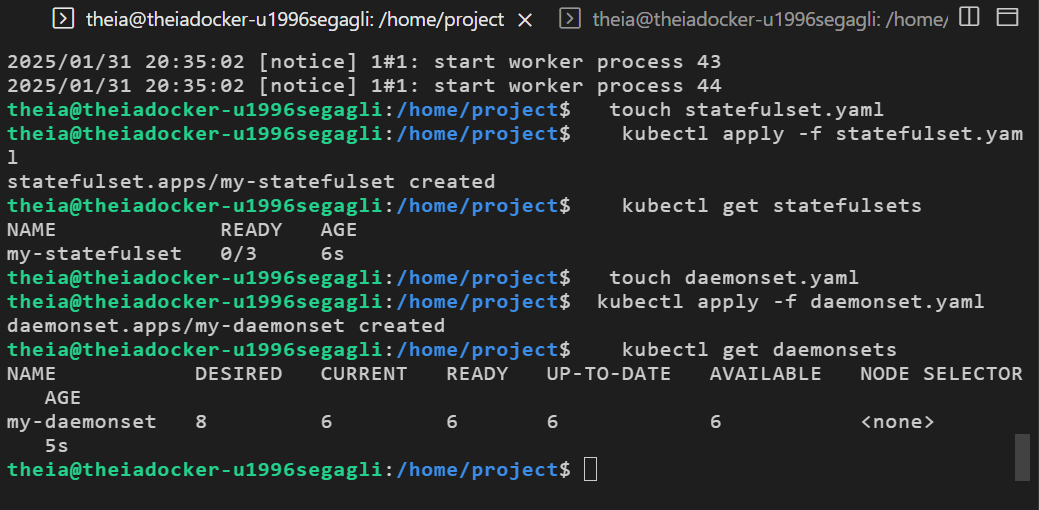 theia@theiadocker-u1996segagli: /home/project × theia@theiadocker-u1996segagli: /home/
2025/01/31 20:35:02 [notice] 1#1: start worker process 43
2025/01/31 20:35:02 [notice] 1#1: start worker process 44
theia@theiadocker-u1996segagli:/home/project$   touch statefulset.yaml
theia@theiadocker-u1996segagli:/home/project$    kubectl apply -f statefulset.yam
l
statefulset.apps/my-statefulset created
theia@theiadocker-u1996segagli:/home/project$    kubectl get statefulsets
NAME             READY   AGE
my-statefulset   0/3     6s
theia@theiadocker-u1996segagli:/home/project$   touch daemonset.yaml
theia@theiadocker-u1996segagli:/home/project$  kubectl apply -f daemonset.yaml
daemonset.apps/my-daemonset created
theia@theiadocker-u1996segagli:/home/project$    kubectl get daemonsets
NAME           DESIRED   CURRENT   READY   UP-TO-DATE   AVAILABLE   NODE SELECTOR
   AGE
my-daemonset   8         6         6       6            6           <none>
   5s
theia@theiadocker-u1996segagli:/home/project$